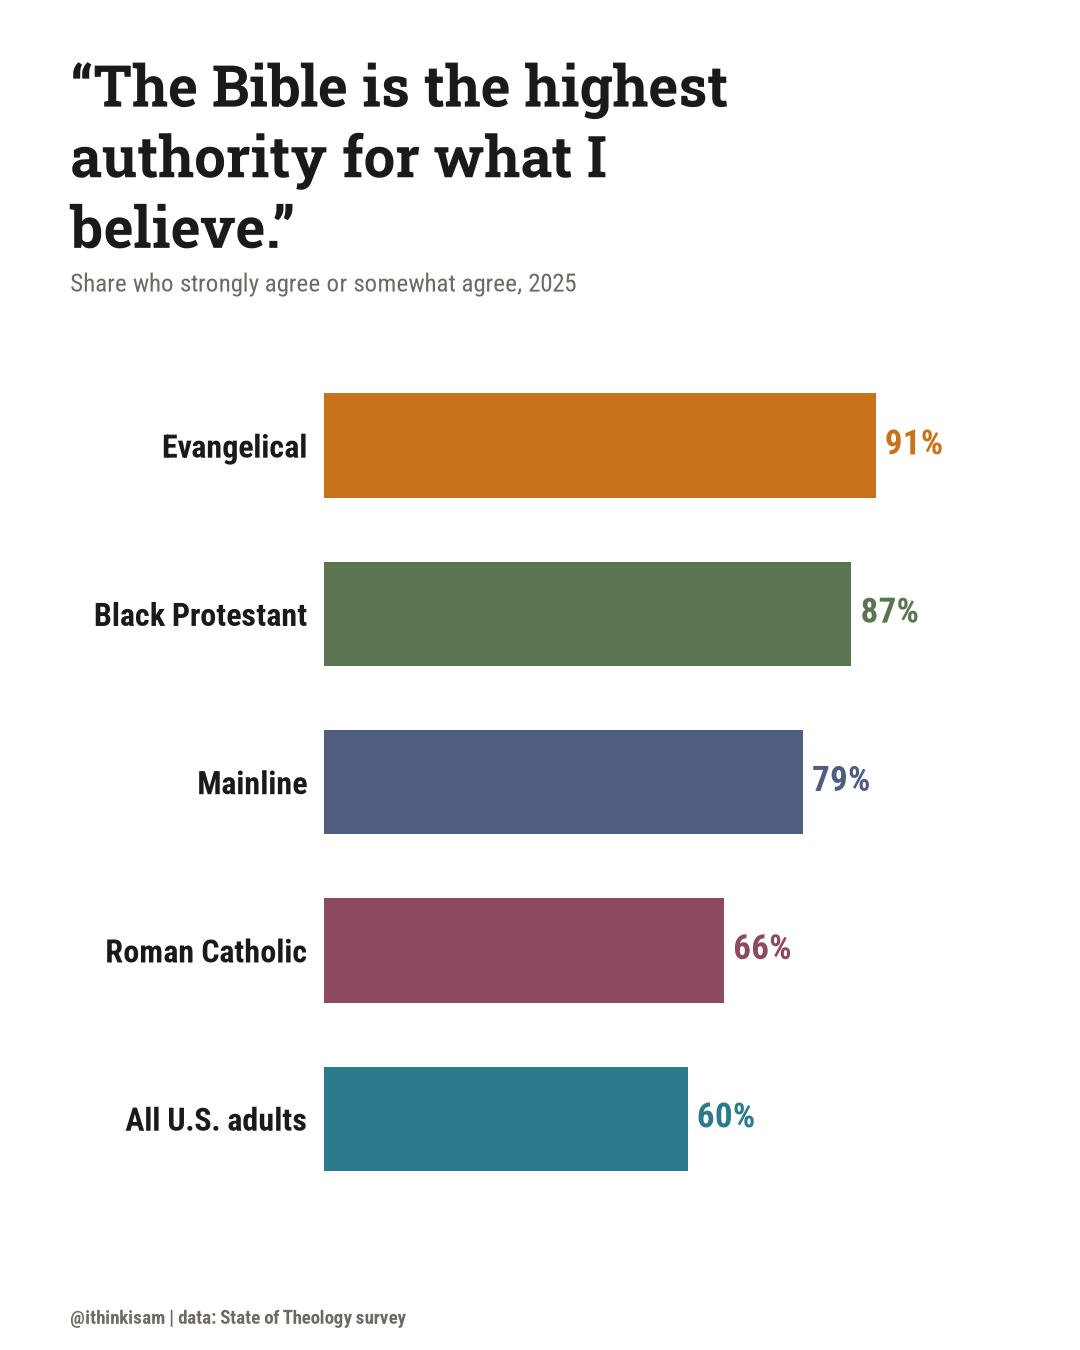 “The Bible is the highest
authority for what I
believe.”
Share who strongly agree or somewhat agree, 2025
Evangelical 91%
Black Protestant 87%
Mainline 79%
Roman Catholic 66%
All U.S. adults 60%
@ithinkisam | data: State of Theology survey